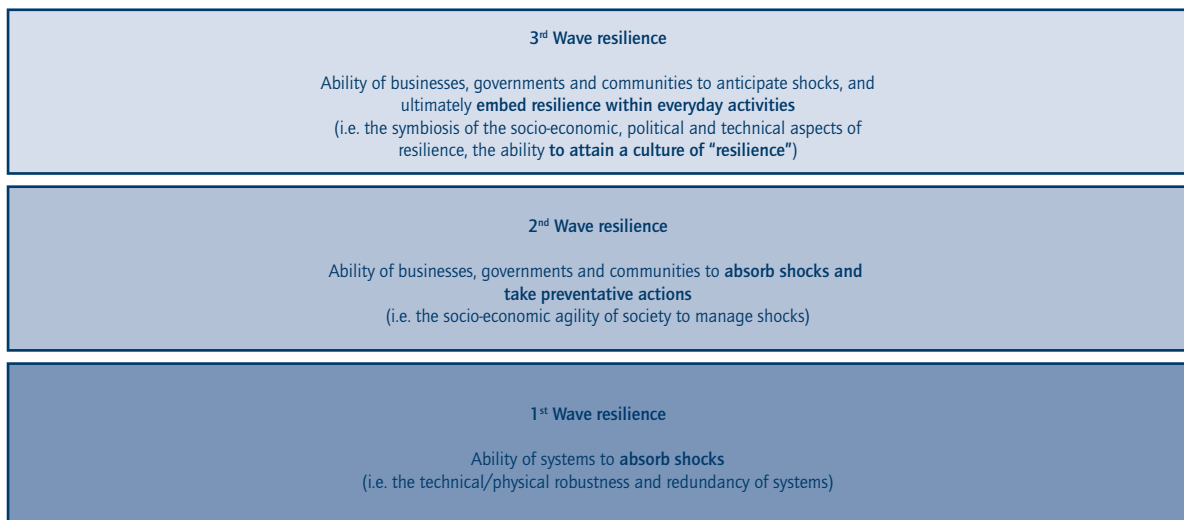 3rd Wave resilience
Ability of businesses, governments and communities to anticipate shocks, and
ultimately embed resilience within everyday activities
(i.e. the symbiosis of the socio-economic, political and technical aspects of
resilience, the ability to attain a culture of “resilience”)
2nd Wave resilience
Ability of businesses, governments and communities to absorb shocks and
take preventative actions
(i.e. the socio-economic agility of society to manage shocks)
1st Wave resilience
Ability of systems to absorb shocks
(i.e. the technical/physical robustness and redundancy of systems)